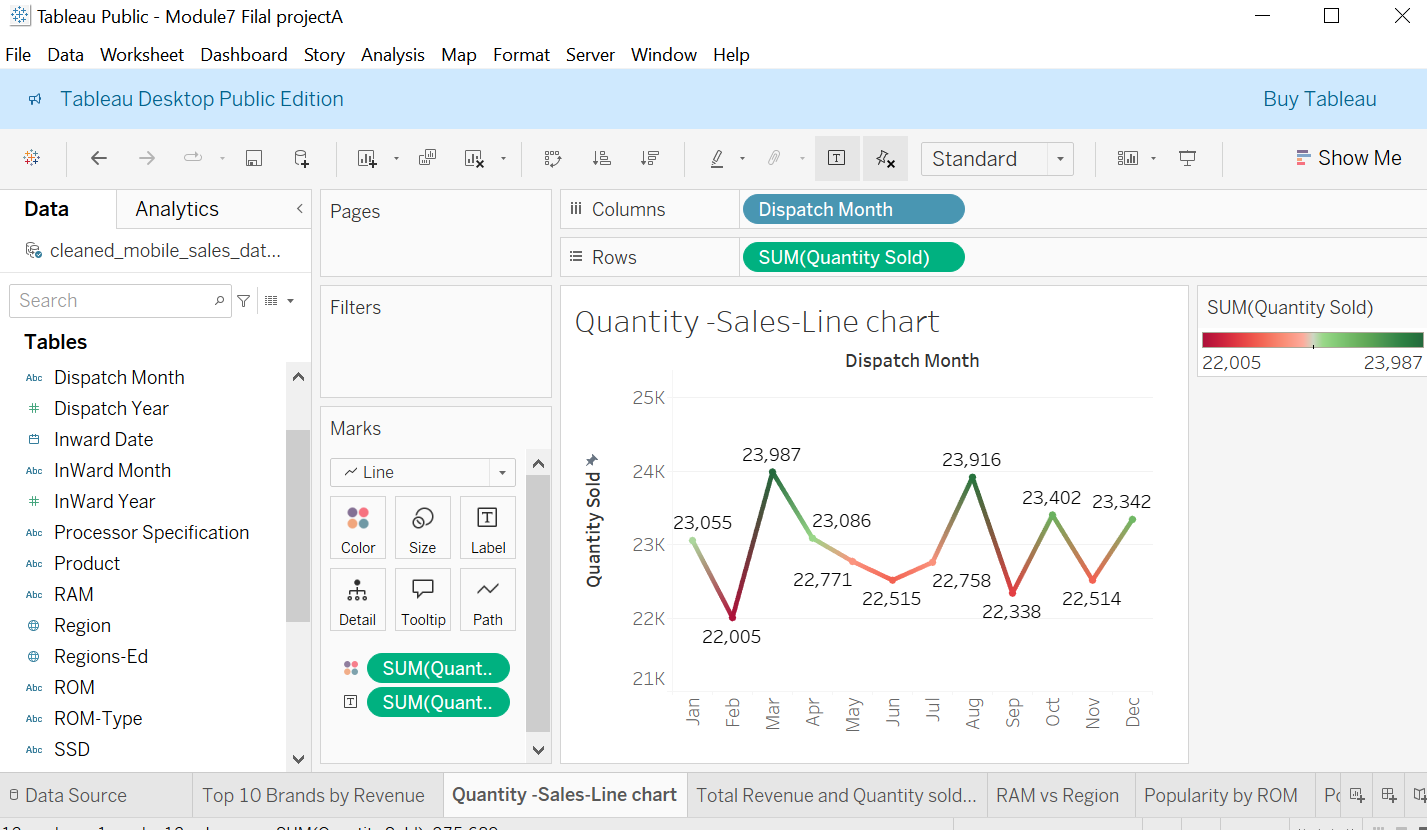 Tableau Public - Module7 Filal projectA
File Data Worksheet Dashboard Story Analysis Map Format Server Window Help
Tableau Desktop Public Edition Buy Tableau
Standard Show Me
Data Analytics
cleaned_mobile_sales_dat...
Search
Tables
Abc Dispatch Month
# Dispatch Year
Inward Date
Abc InWard Month
# InWard Year
Abc Processor Specification
Abc Product
Abc RAM
Region
Regions-Ed
Abc ROM
Abc ROM-Type
Abc SSD
Pages
Filters
Marks
Line
Color Size Label
Detail Tooltip Path
SUM(Quant..
SUM(Quant..
Columns Dispatch Month
Rows SUM(Quantity Sold)
Quantity -Sales-Line chart
Dispatch Month
Quantity Sold
25K
24K
23K
22K
21K
23,055
22,005
23,987
23,086
22,771
22,515
22,758
23,916
22,338
23,402
22,514
23,342
Jan Feb Mar Apr May Jun Jul Aug Sep Oct Nov Dec
SUM(Quantity Sold)
22,005 23,987
Data Source Top 10 Brands by Revenue Quantity -Sales-Line chart Total Revenue and Quantity sold... RAM vs Region Popularity by ROM